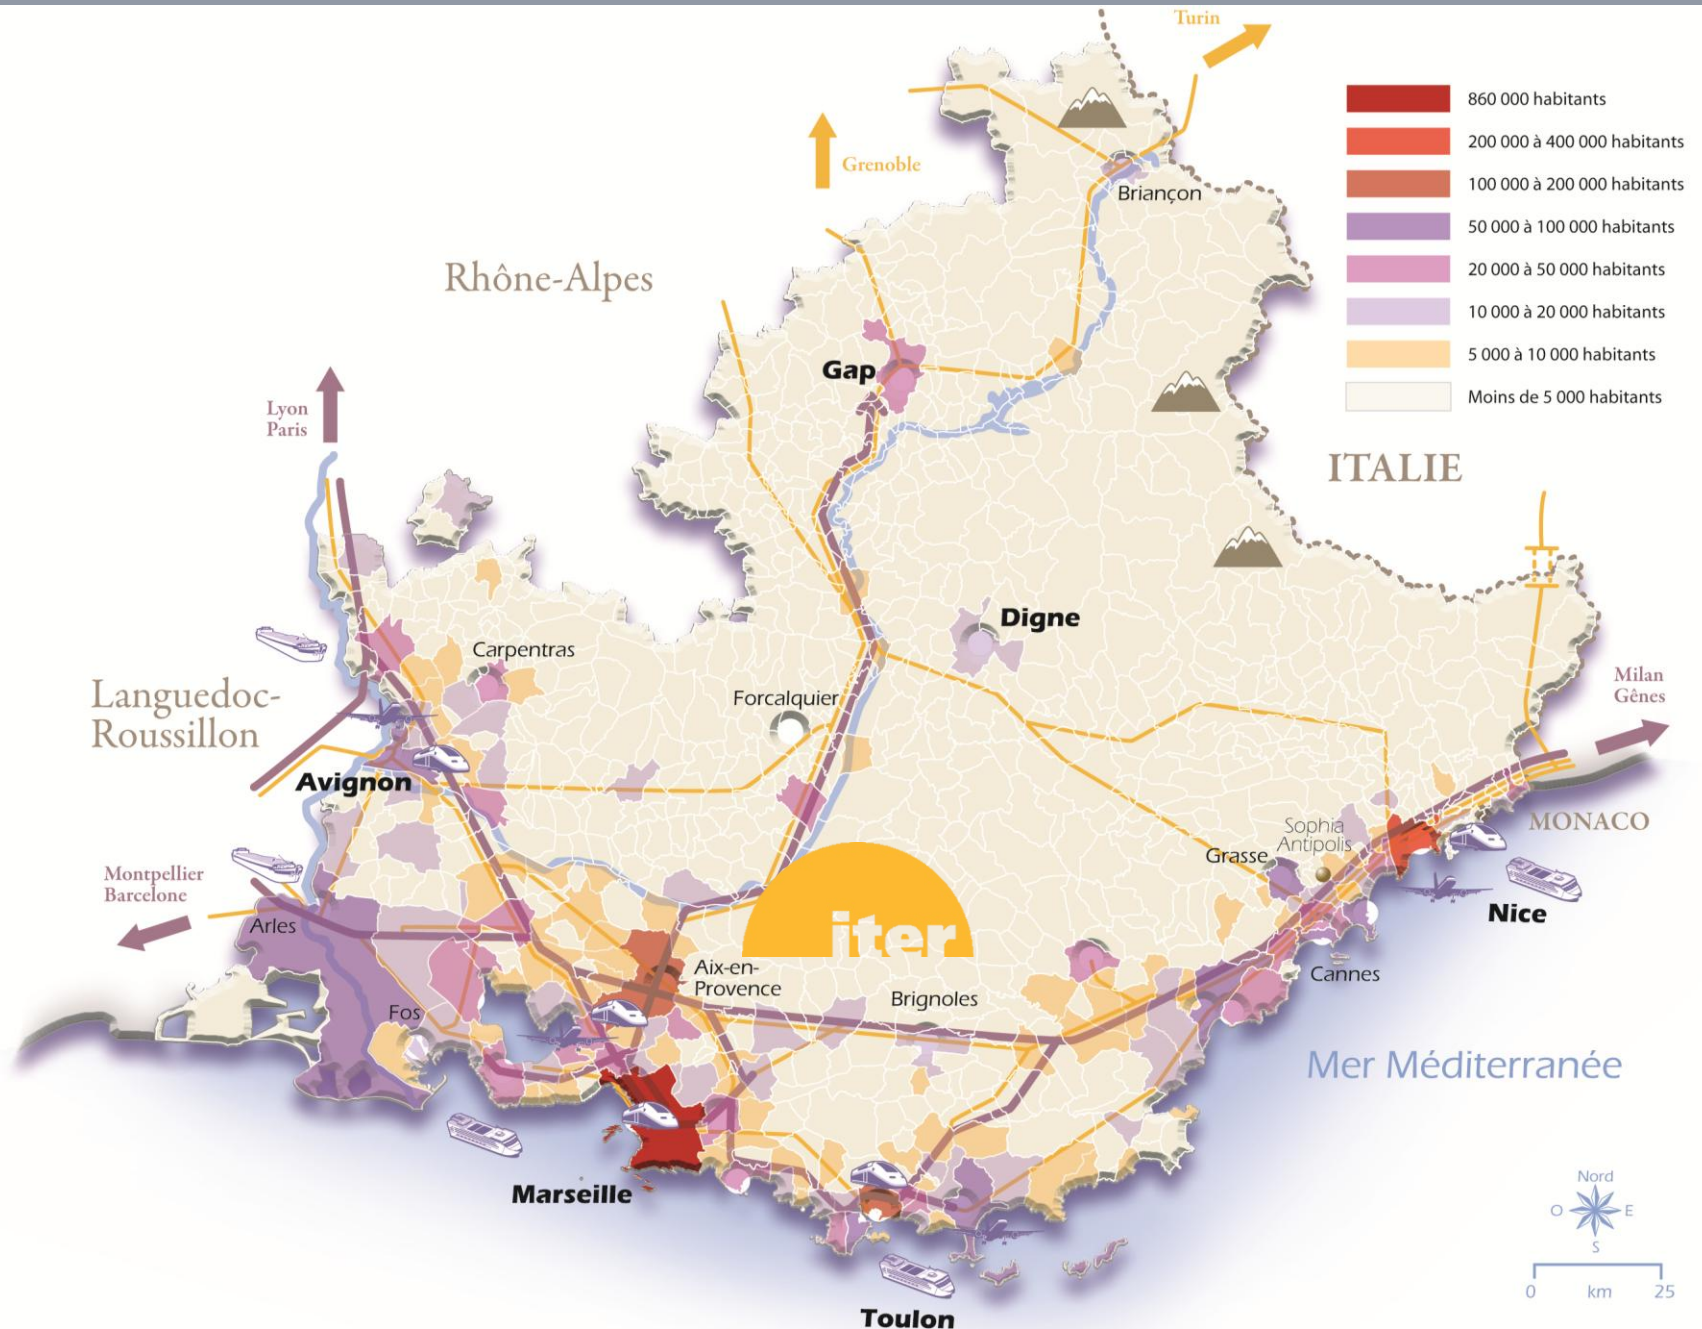 Turin
860 000 habitants
200 000 à 400 000 habitants
Grenoble
100 000 à 200 000 habitants
Briançon
50 000 à 100 000 habitants
20 000 à 50 000 habitants
Rhône-Alpes
10 000 à 20 000 habitants
5 000 à 10 000 habitants
Gap
Moins de 5 000 habitants
Lyon
Paris
ITALIE
Digne
Carpentras
Forcalquier
Milan
Gênes
Languedoc-
Roussillon
Avignon
MONACO
Sophia
Antipolis
Grasse
Montpellier
Barcelone
Nice
Arles
iter
Aix-en-
Provence
Cannes
Brignoles
Fos
Mer Méditerranée
Marseille
Nord
O
E
S
Toulon
0
km
25